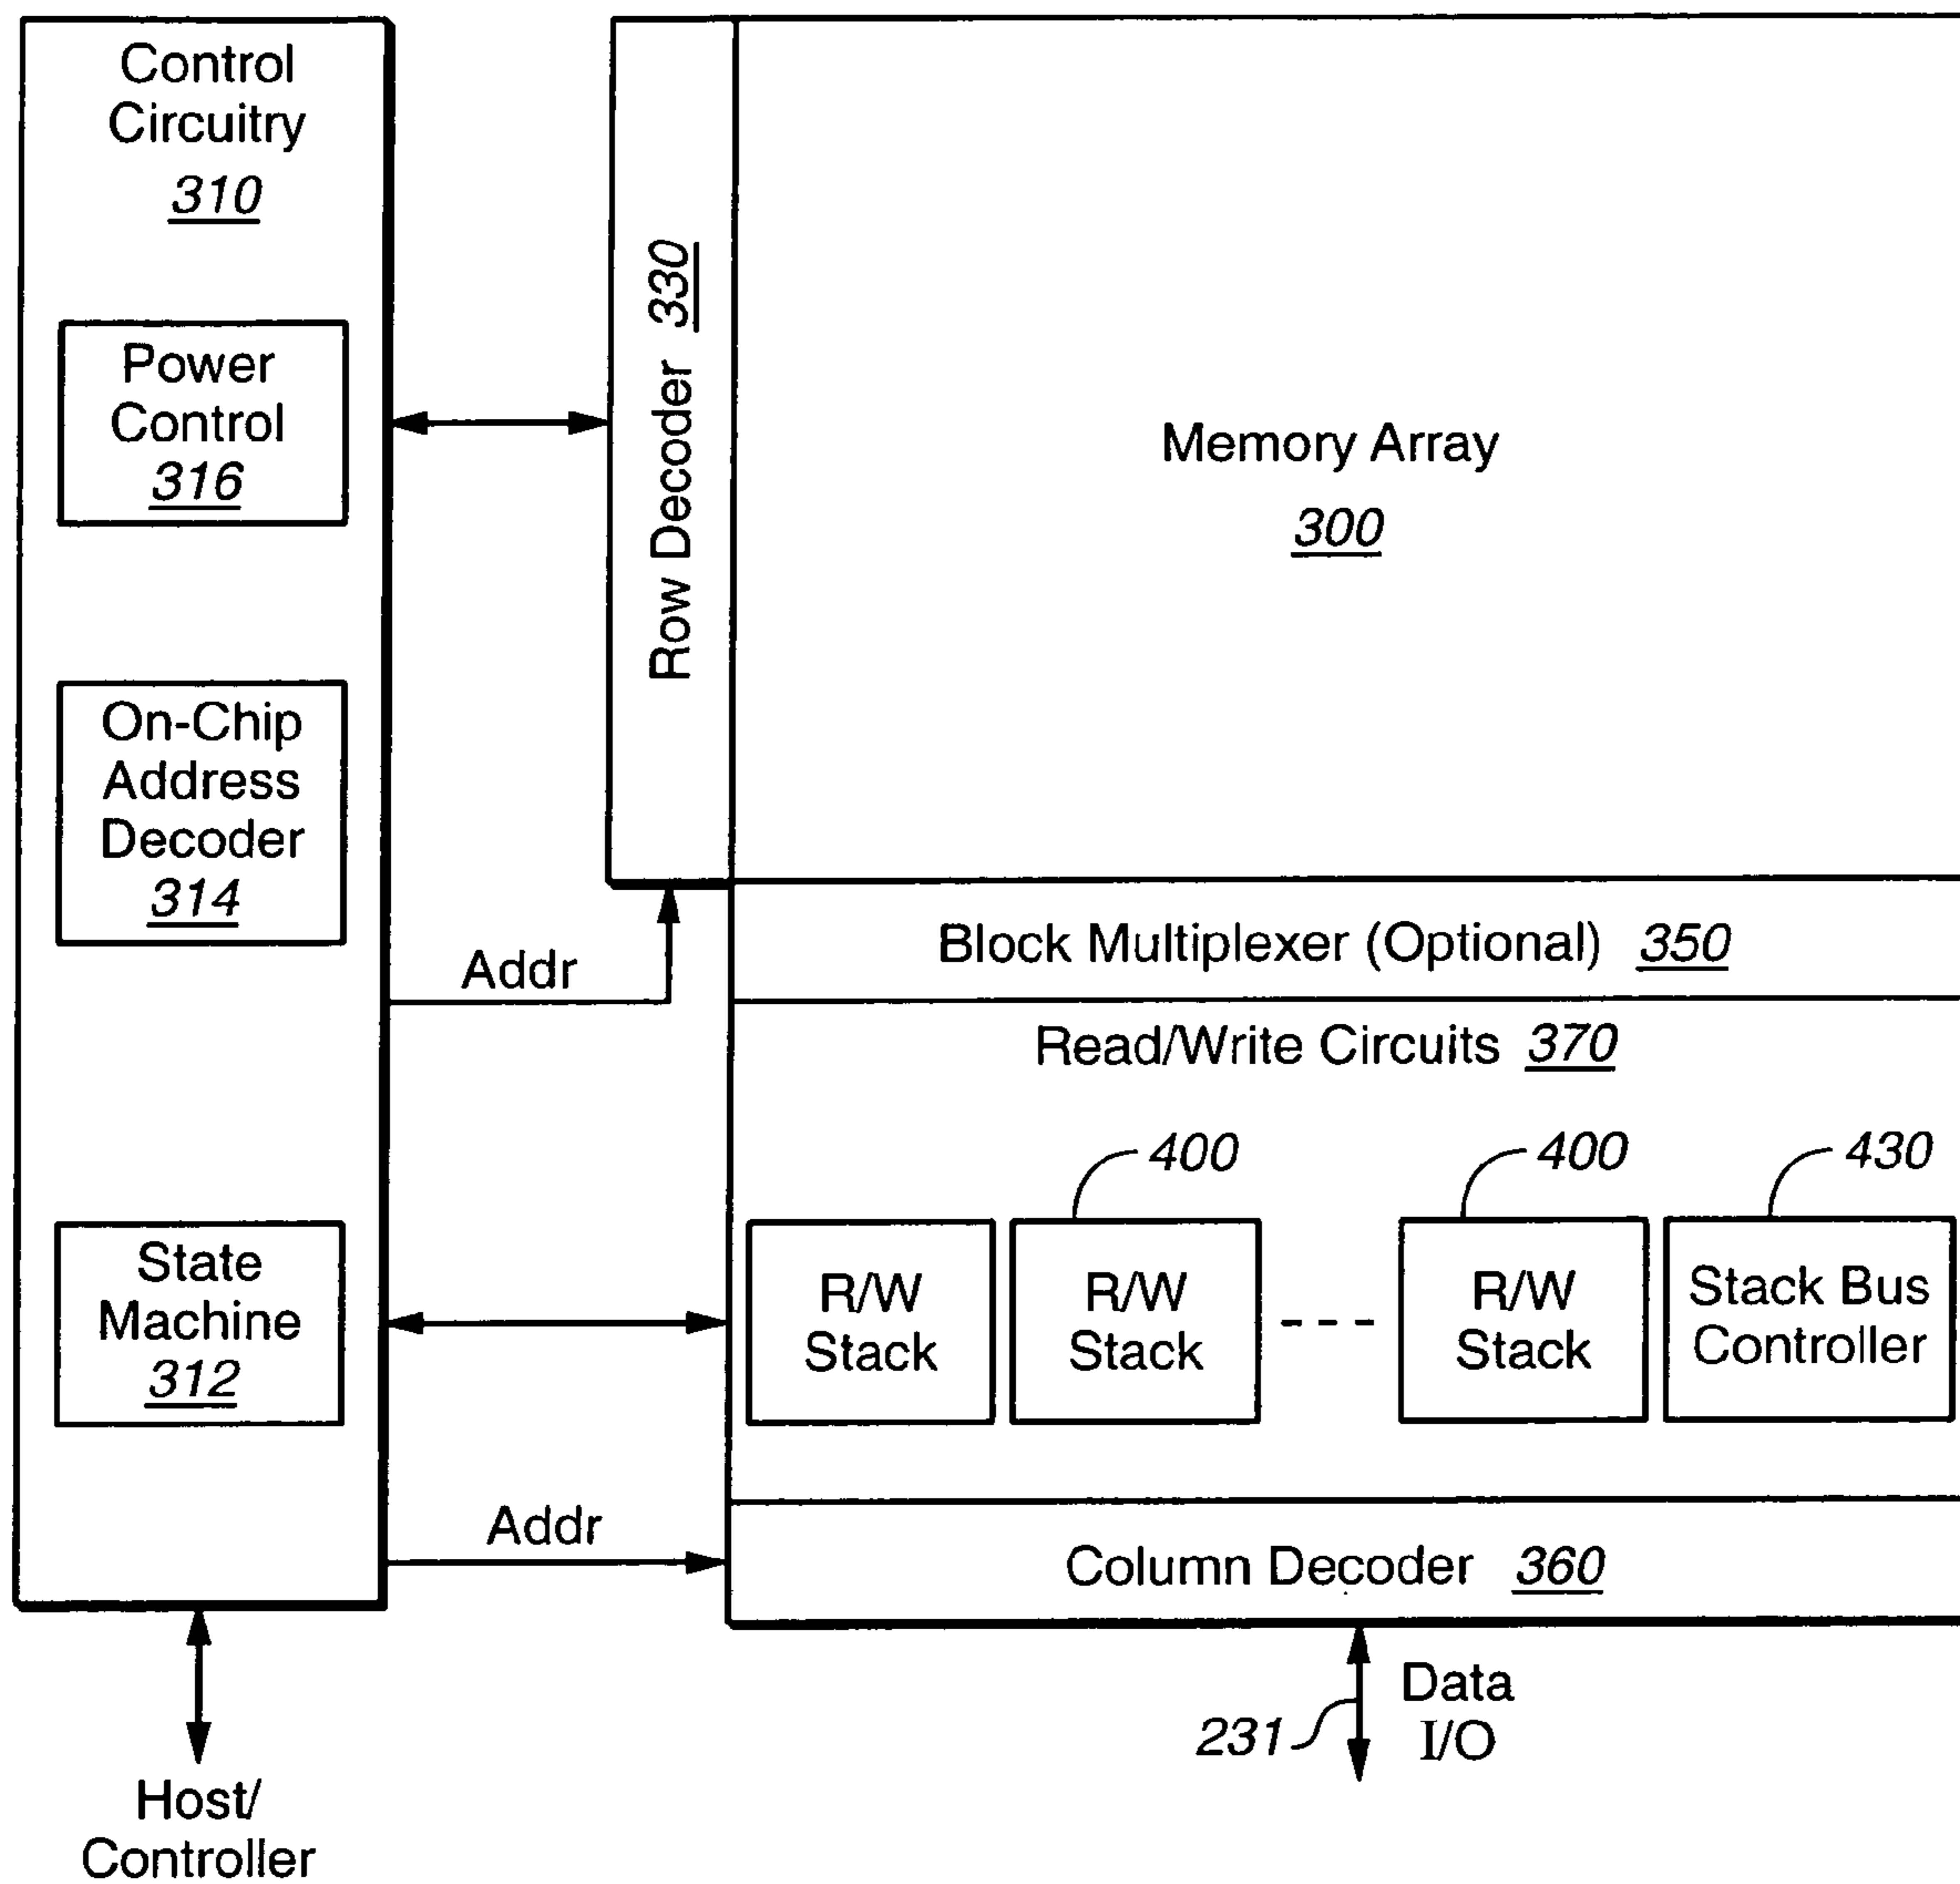 Control
Circuitry
310
Power
Control
316
On-Chip
Address
Decoder
314
State
Machine
312
Host/
Controller
Addr
Addr
Row Decoder 330
Memory Array
300
Block Multiplexer (Optional) 350
Read/Write Circuits 370
400
400
430
R/W
Stack
R/W
Stack
R/W
Stack
Stack Bus
Controller
Column Decoder 360
231
Data
I/O